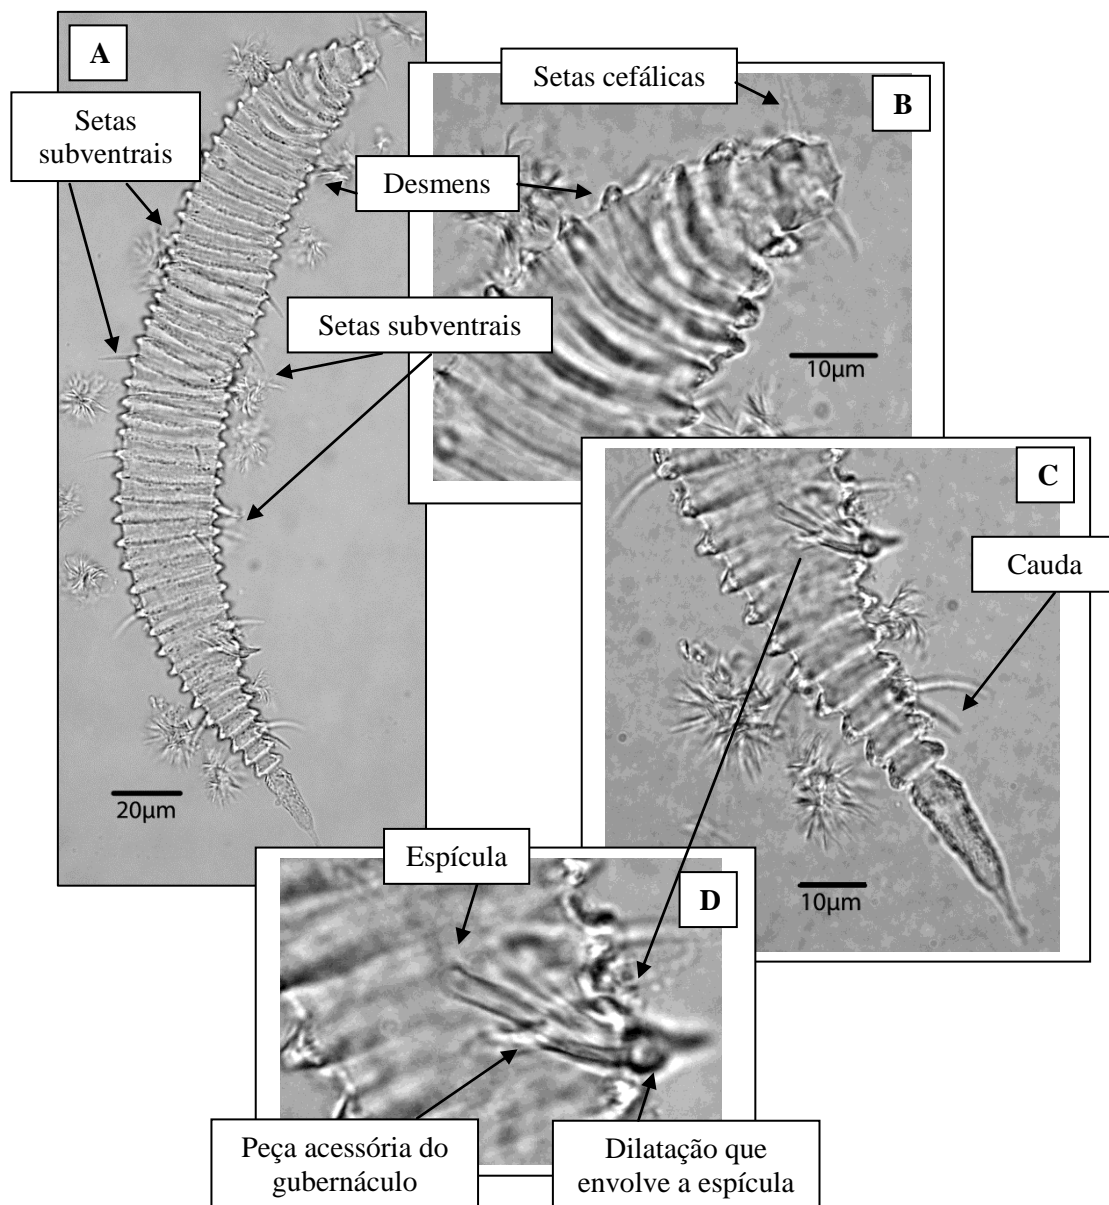 A
Setas
subventrais
Setas cefálicas
B
Desmens
Setas subventrais
10µm
C
Cauda
20µm
10µm
Espícula
D
Peça acessória do
gubernáculo
Dilatação que
envolve a espícula